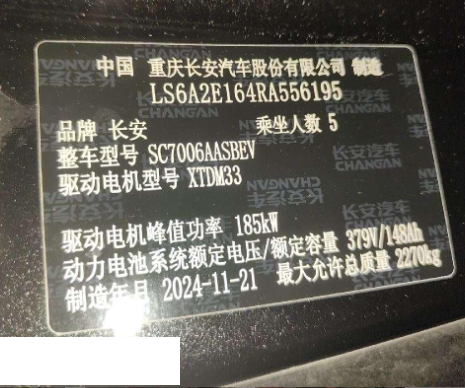 中国 重庆长安汽车股份有限公司 制造
LS6A2E164RA556195
品牌 长安 乘坐人数 5
整车型号 SC7006AASBEV
驱动电机型号 XTDM33
驱动电机峰值功率 185kW
动力电池系统额定电压/额定容量 379V/148Ah
制造年月 2024-11-21 最大允许总质量 2270kg